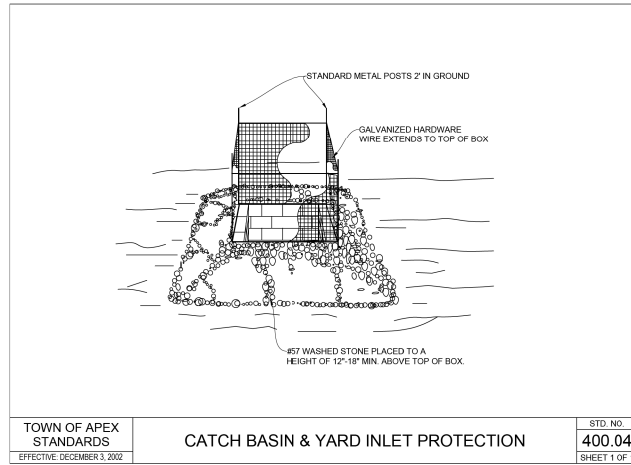 STANDARD METAL POSTS 2' IN GROUND
GALVANIZED HARDWARE
WIRE EXTENDS TO TOP OF BOX
#57 WASHED STONE PLACED TO A
HEIGHT OF 12"-18" MIN. ABOVE TOP OF BOX.
TOWN OF APEX
STANDARDS
EFFECTIVE: DECEMBER 3, 2002
CATCH BASIN & YARD INLET PROTECTION
STD. NO.
400.04
SHEET 1 OF